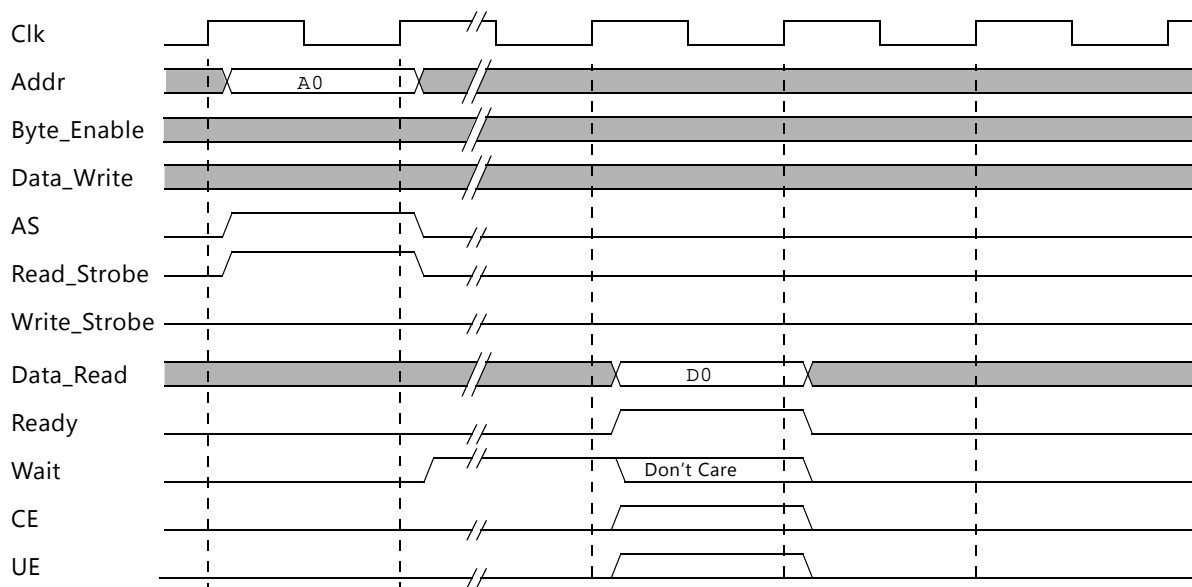 Clk
Addr
A0
Byte_Enable
Data_Write
AS
Read_Strobe
Write_Strobe
Data_Read
D0
Ready
Wait
Don't Care
CE
UE